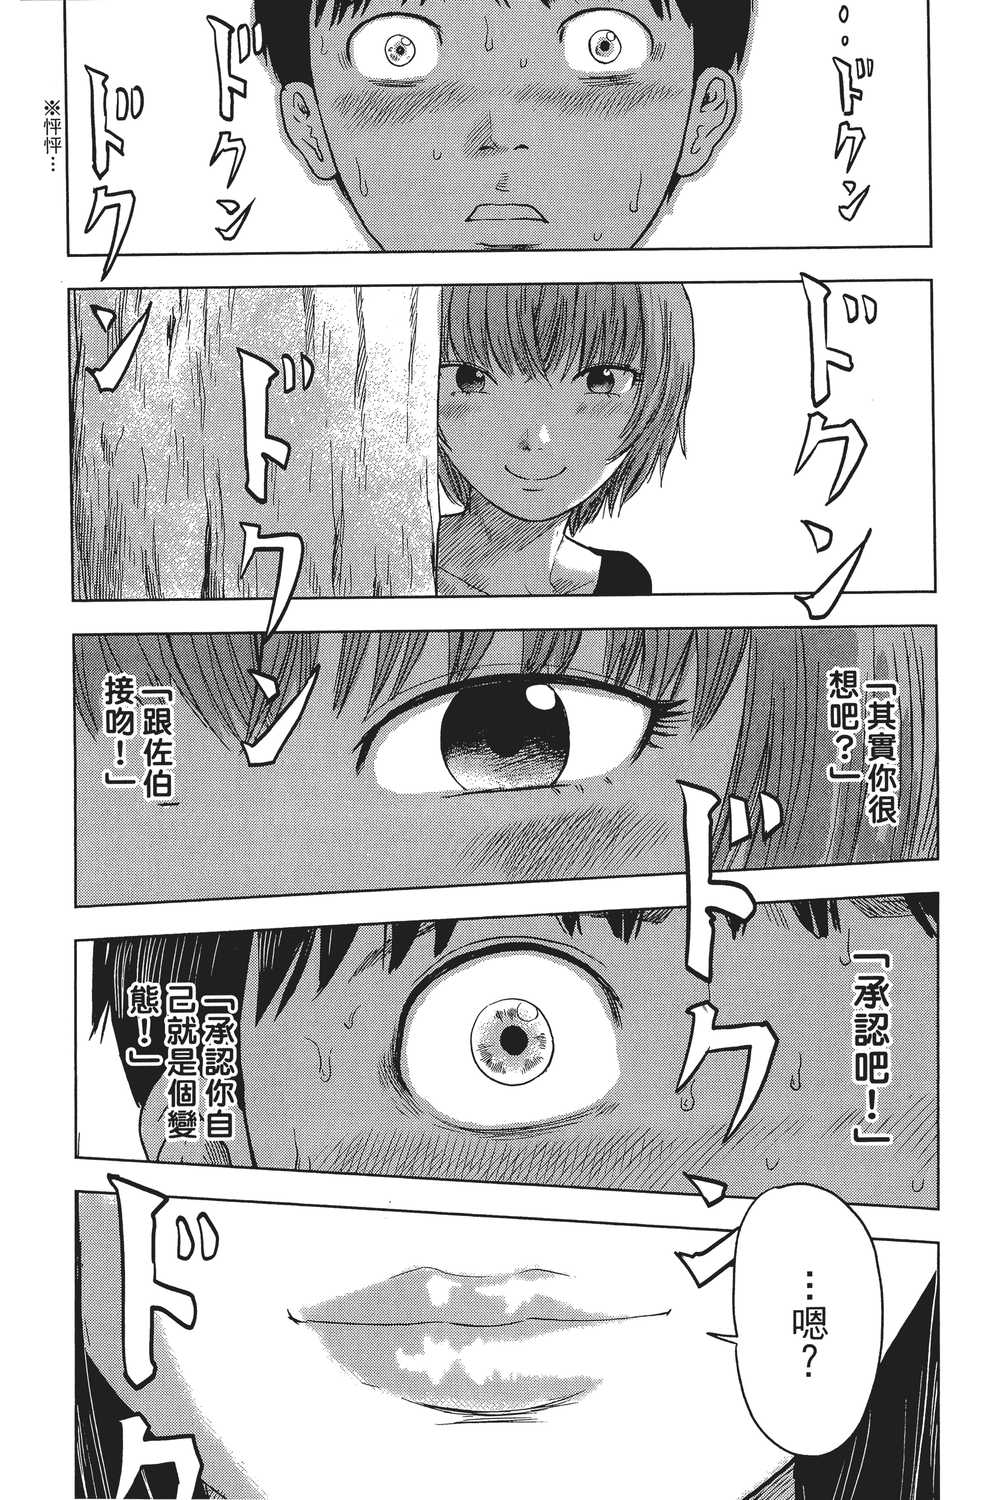 …ドクン
ドクン
ドクン
※怦怦…
ドクン
ドクン
「其實你很
想吧？」
「跟佐伯
接吻！」
ドクン
「承認吧！」
「承認你自
己就是個變
態！」
…嗯？
ドク